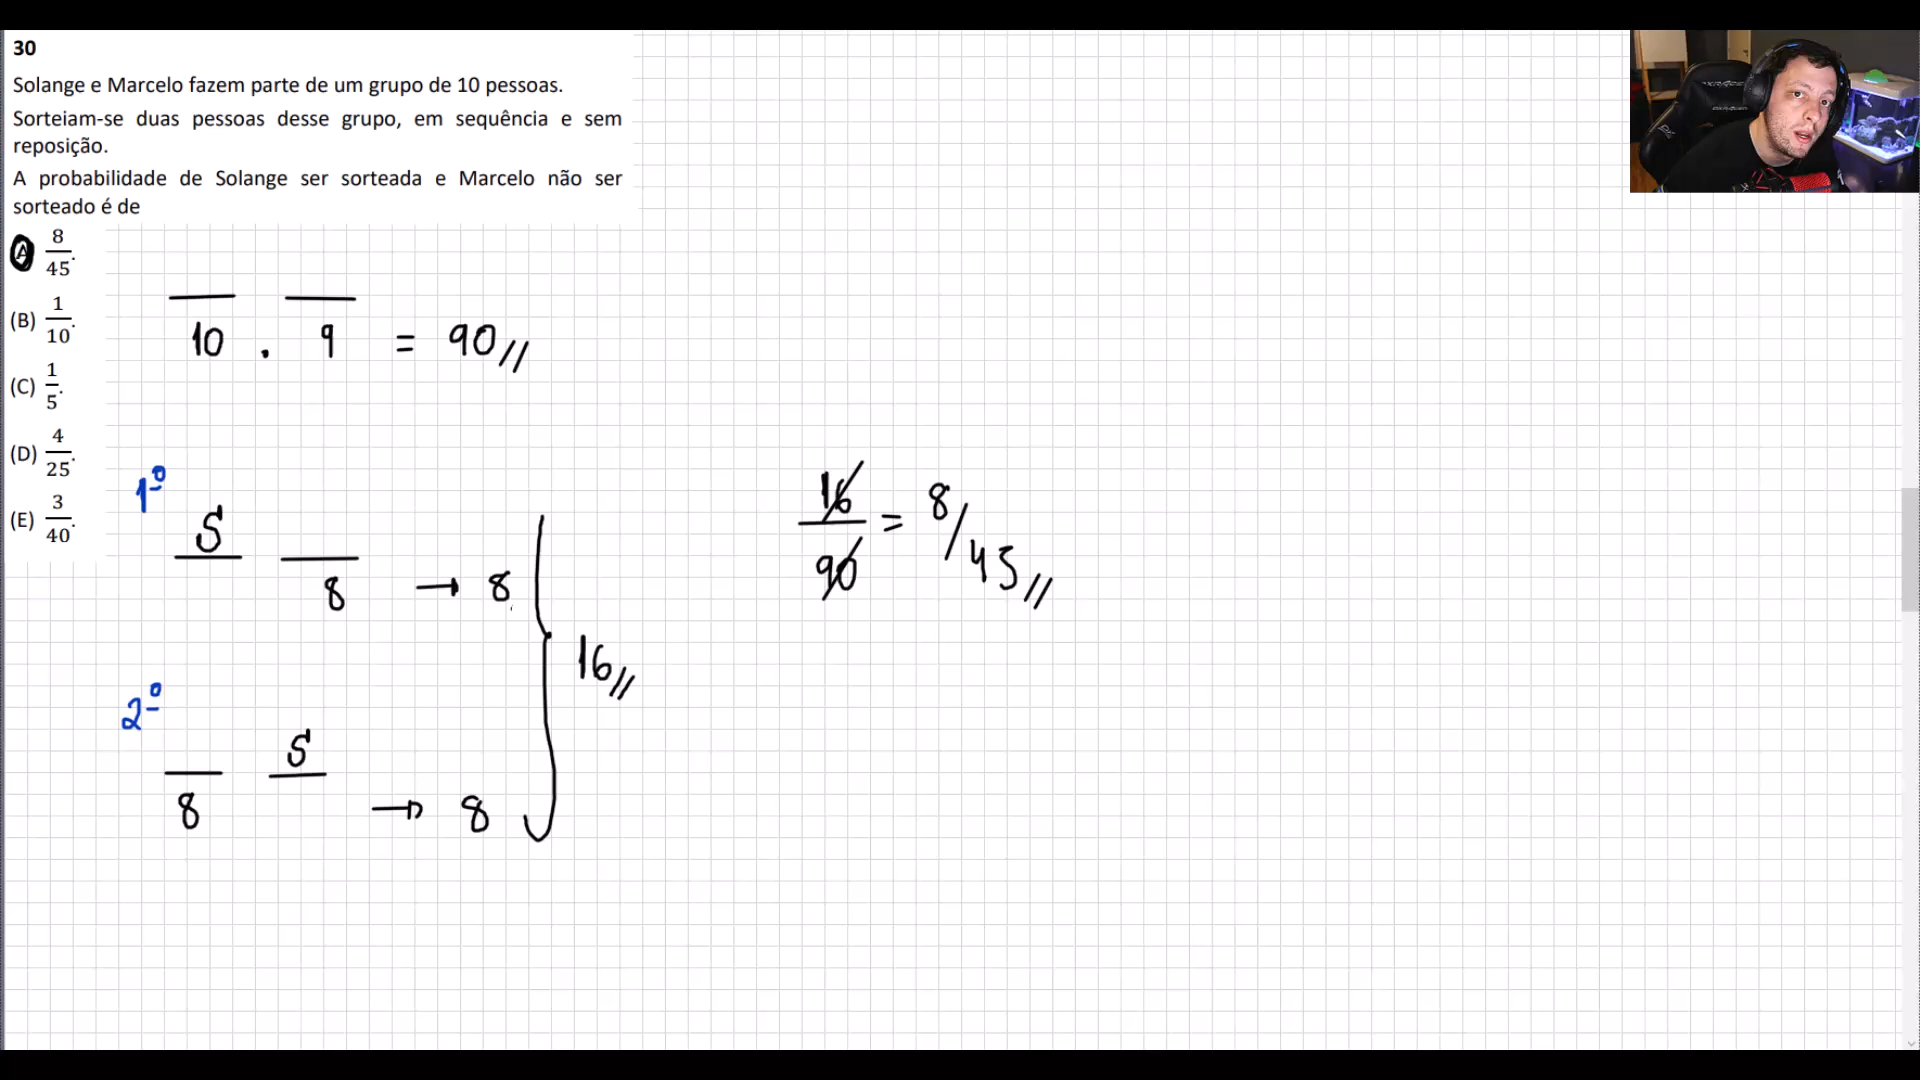 30
Solange e Marcelo fazem parte de um grupo de 10 pessoas.
Sorteiam-se duas pessoas desse grupo, em sequência e sem
reposição.
A probabilidade de Solange ser sorteada e Marcelo não ser
sorteado é de
A 8/45.
(B) 1/10.
(C) 1/5.
(D) 4/25.
(E) 3/40.
10 . 9 = 90//
1º
S
8 → 8
16//
2º
S
8 → 8
16/90 = 8/45//